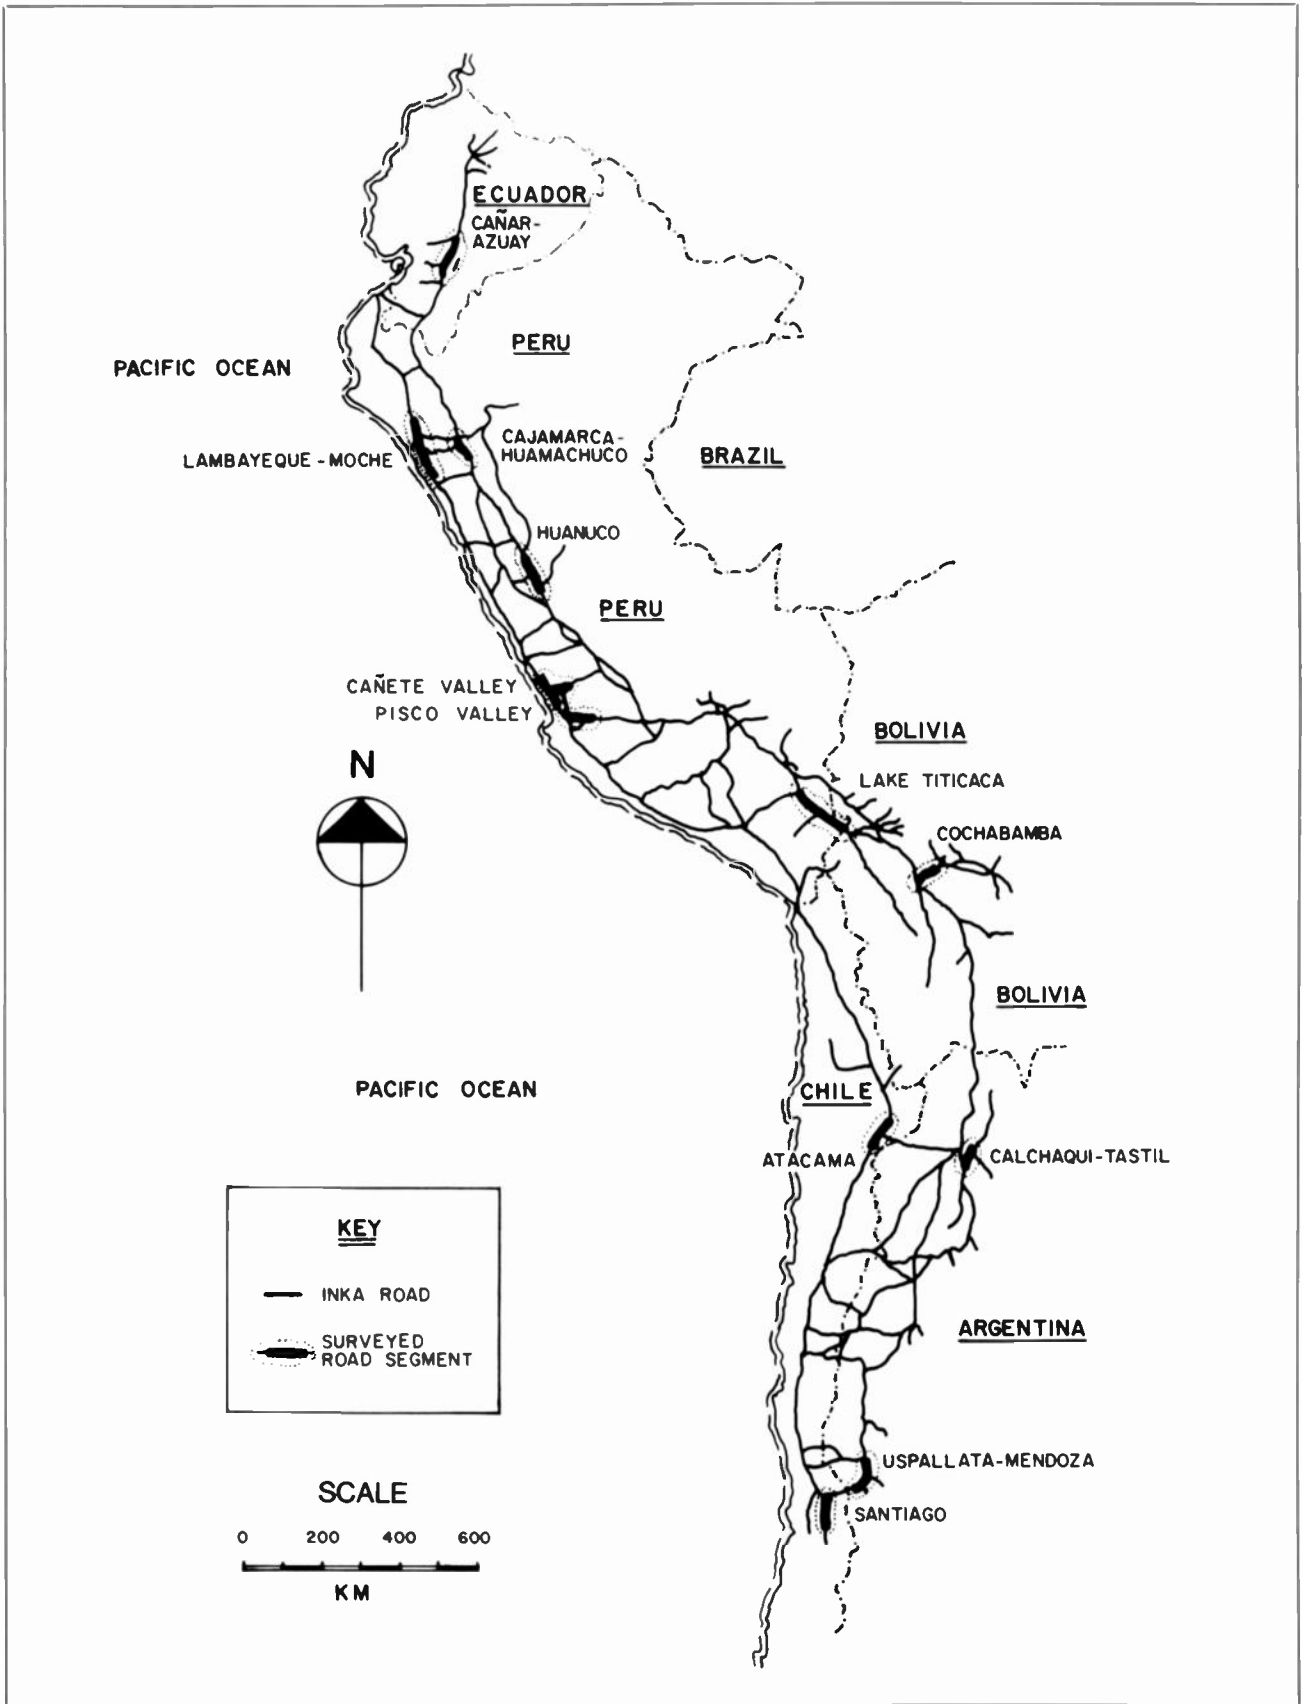 ECUADOR
CAÑAR-
AZUAY
PERU
PACIFIC OCEAN
CAJAMARCA-
HUAMACHUCO
LAMBAYEQUE-MOCHE
BRAZIL
HUANUCO
PERU
CAÑETE VALLEY
PISCO VALLEY
BOLIVIA
N
LAKE TITICACA
COCHABAMBA
BOLIVIA
PACIFIC OCEAN
CHILE
ATACAMA
CALCHAQUI-TASTIL
KEY
INKA ROAD
SURVEYED
ROAD SEGMENT
ARGENTINA
USPALLATA-MENDOZA
SANTIAGO
SCALE
0 200 400 600
KM